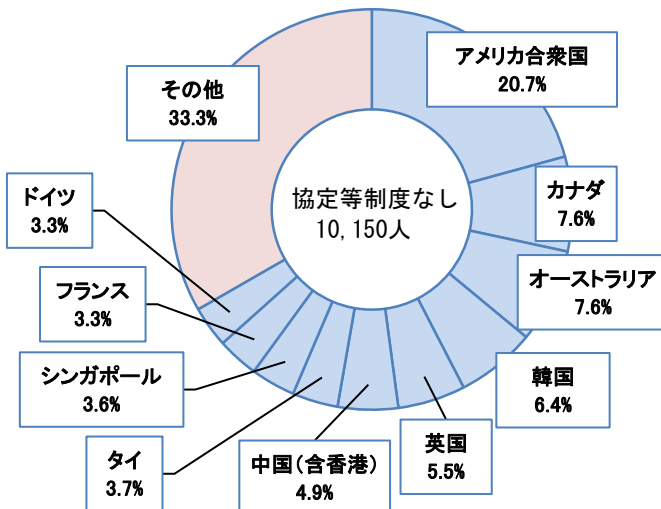 アメリカ合衆国
20.7%
カナダ
7.6%
オーストラリア
7.6%
韓国
6.4%
英国
5.5%
中国(含香港)
4.9%
タイ
3.7%
シンガポール
3.6%
フランス
3.3%
ドイツ
3.3%
その他
33.3%
協定等制度なし
10,150人